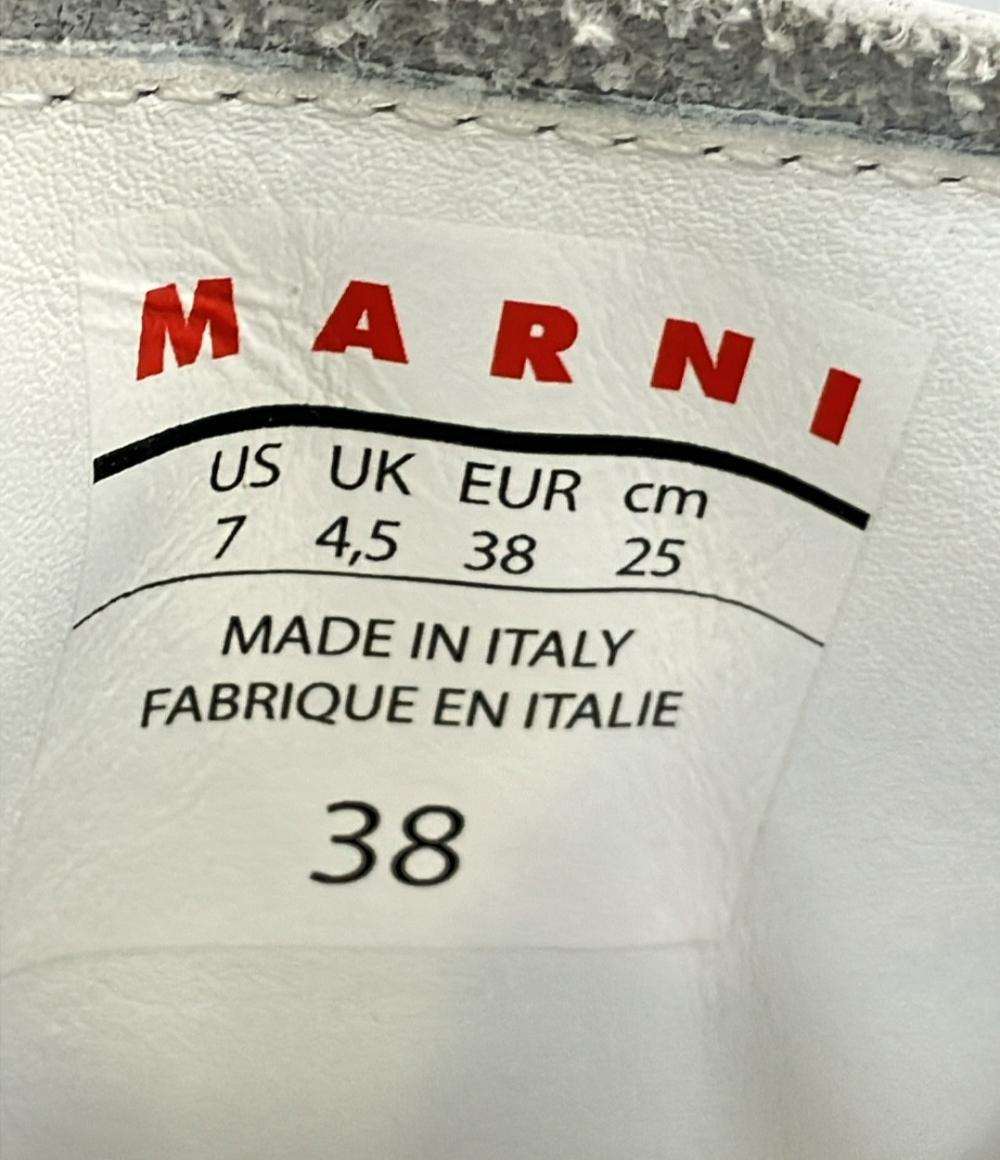 MARNI
US UK EUR cm
7 4,5 38 25
MADE IN ITALY
FABRIQUE EN ITALIE
38